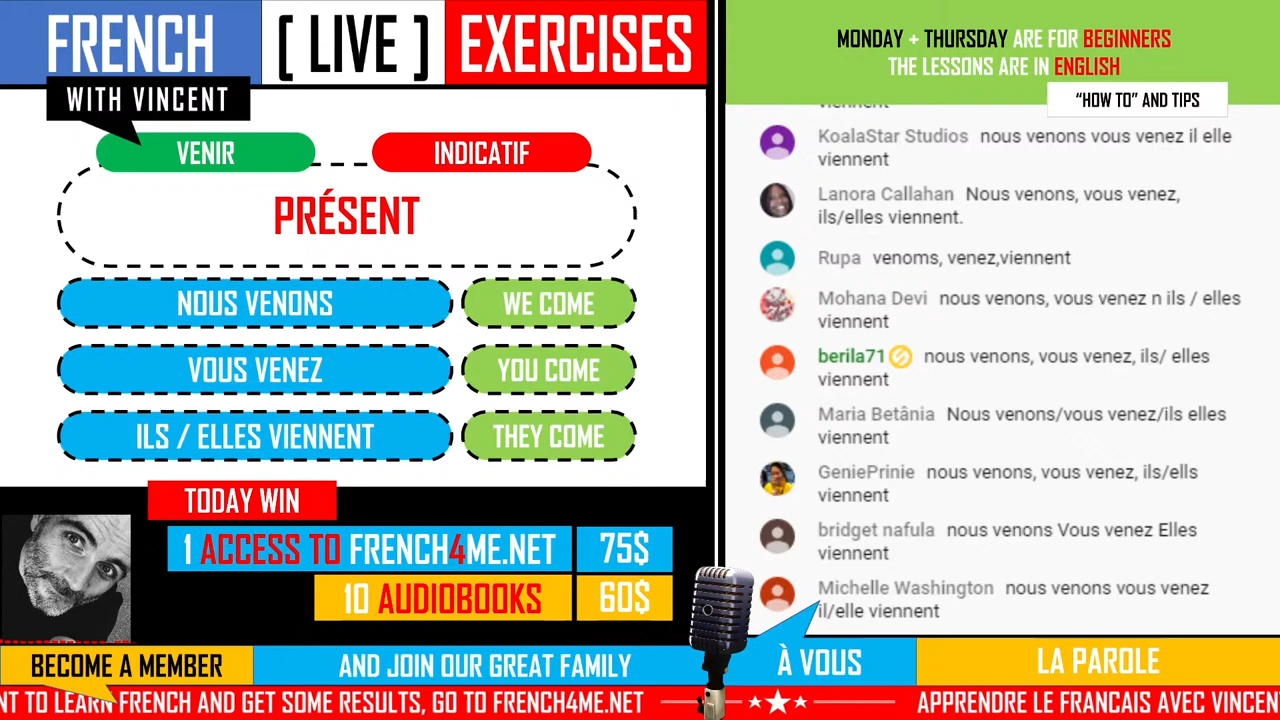 FRENCH [ LIVE ] EXERCISES
WITH VINCENT
VENIR
INDICATIF
PRÉSENT
NOUS VENONS
WE COME
VOUS VENEZ
YOU COME
ILS / ELLES VIENNENT
THEY COME
TODAY WIN
1 ACCESS TO FRENCH4ME.NET
75$
10 AUDIOBOOKS
60$
MONDAY + THURSDAY ARE FOR BEGINNERS
THE LESSONS ARE IN ENGLISH
“HOW TO” AND TIPS
KoalaStar Studios nous venons vous venez il elle
viennent
Lanora Callahan Nous venons, vous venez,
ils/elles viennent.
Rupa venoms, venez,viennent
Mohana Devi nous venons, vous venez n ils / elles
viennent
berila71 nous venons, vous venez, ils/ elles
viennent
Maria Betânia Nous venons/vous venez/ils elles
viennent
GeniePrinie nous venons, vous venez, ils/ells
viennent
bridget nafula nous venons Vous venez Elles
viennent
Michelle Washington nous venons vous venez
il/elle viennent
BECOME A MEMBER
AND JOIN OUR GREAT FAMILY
À VOUS
LA PAROLE
NT TO LEARN FRENCH AND GET SOME RESULTS, GO TO FRENCH4ME.NET
APPRENDRE LE FRANCAIS AVEC VINCEN